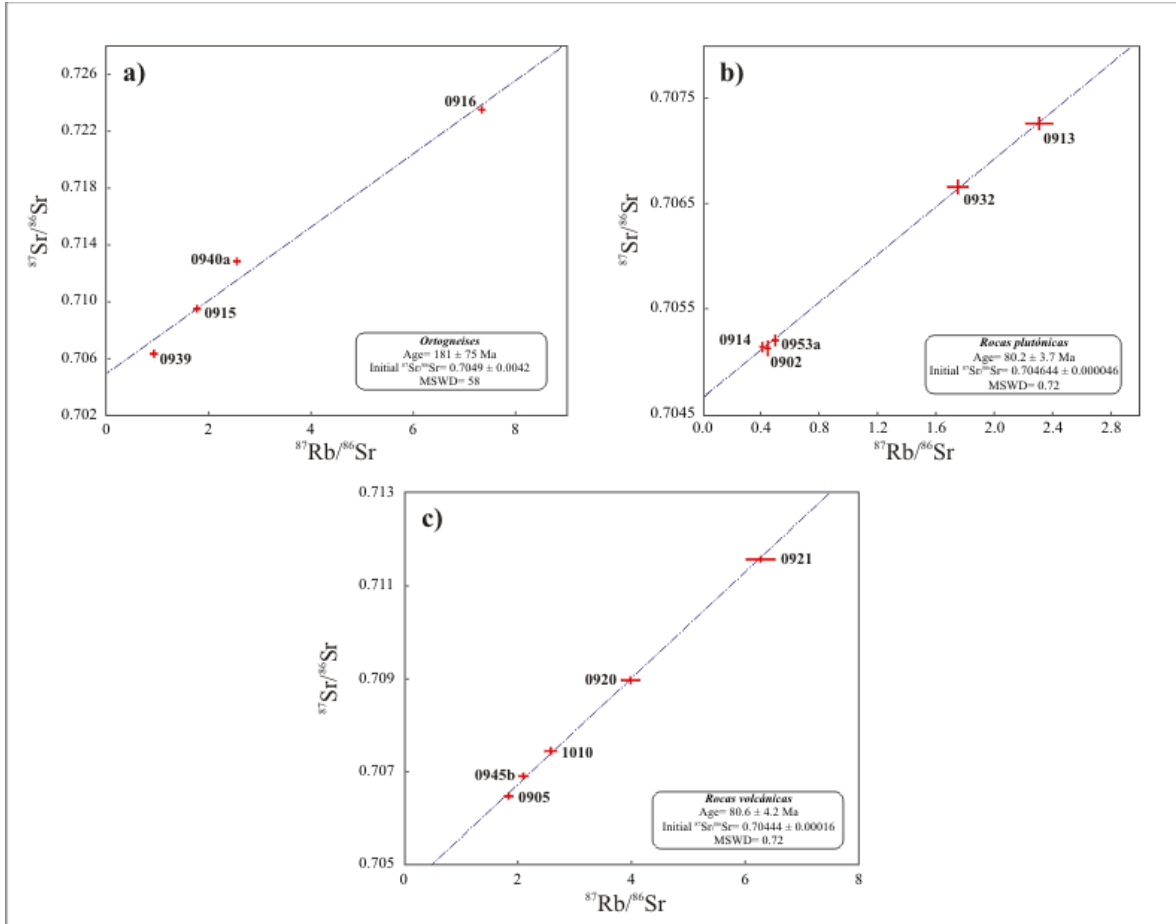 a)
0.726
0.722
0.718
0.714
0.710
0.706
0.702
⁸⁷Sr/⁸⁶Sr
0916
0940a
0915
0939
Ortogneises
Age= 181 ± 75 Ma
Initial ⁸⁷Sr/⁸⁶Sr= 0.7049 ± 0.0042
MSWD= 58
0 2 4 6 8
⁸⁷Rb/⁸⁶Sr
b)
0.7075
0.7065
0.7055
0.7045
⁸⁷Sr/⁸⁶Sr
0913
0932
0914
0953a
0902
Rocas plutónicas
Age= 80.2 ± 3.7 Ma
Initial ⁸⁷Sr/⁸⁶Sr= 0.704644 ± 0.000046
MSWD= 0.72
0.0 0.4 0.8 1.2 1.6 2.0 2.4 2.8
⁸⁷Rb/⁸⁶Sr
c)
0.713
0.711
0.709
0.707
0.705
⁸⁷Sr/⁸⁶Sr
0921
0920
1010
0945b
0905
Rocas volcánicas
Age= 80.6 ± 4.2 Ma
Initial ⁸⁷Sr/⁸⁶Sr= 0.70444 ± 0.00016
MSWD= 0.72
0 2 4 6 8
⁸⁷Rb/⁸⁶Sr